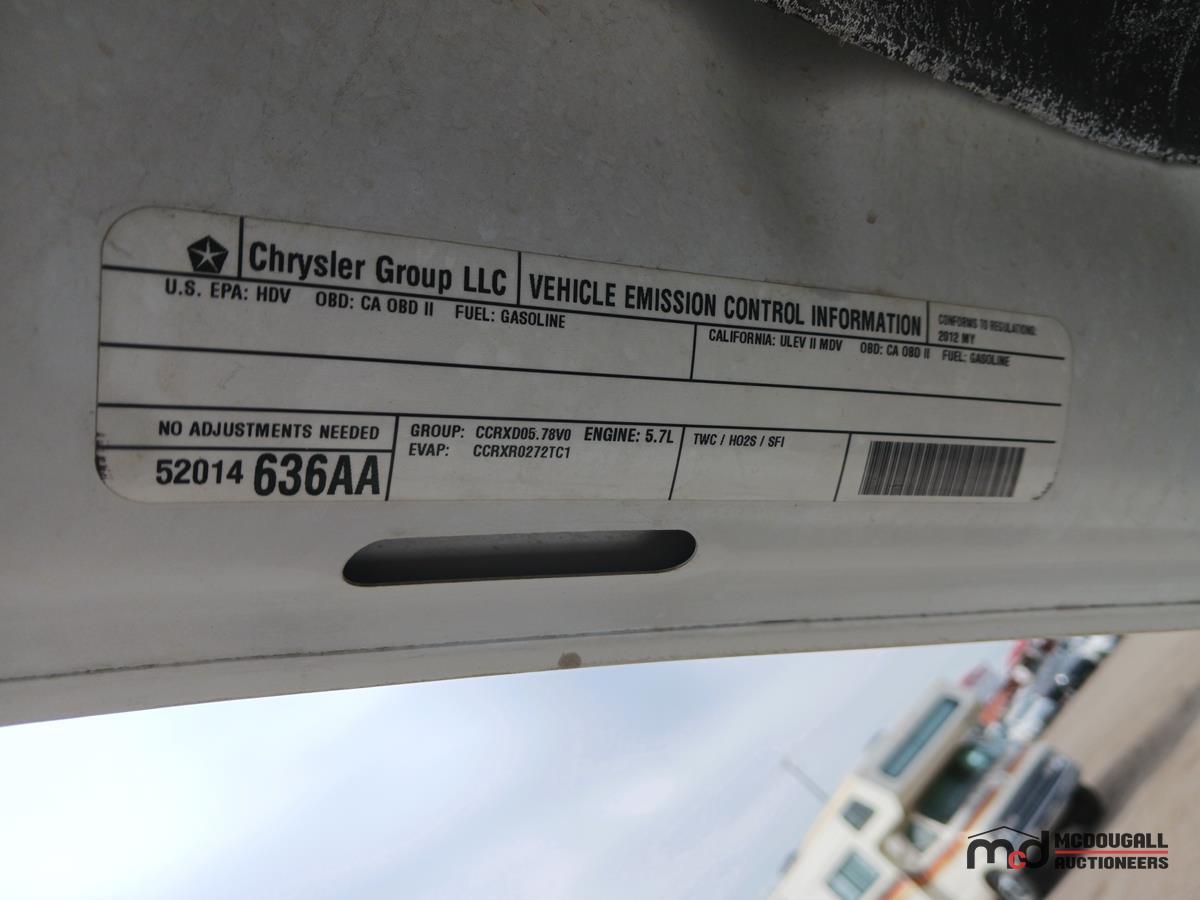 Chrysler Group LLC
VEHICLE EMISSION CONTROL INFORMATION
CONFORMS TO REGULATIONS:
2012 MY
U.S. EPA: HDV OBD: CA OBD II FUEL: GASOLINE
CALIFORNIA: ULEV II MDV OBD: CA OBD II FUEL: GASOLINE
NO ADJUSTMENTS NEEDED
52014 636AA
GROUP: CCRXD05.78V0 ENGINE: 5.7L
EVAP: CCRXR0272TC1
TWC / HO2S / SFI
mcd MCDOUGALL
AUCTIONEERS